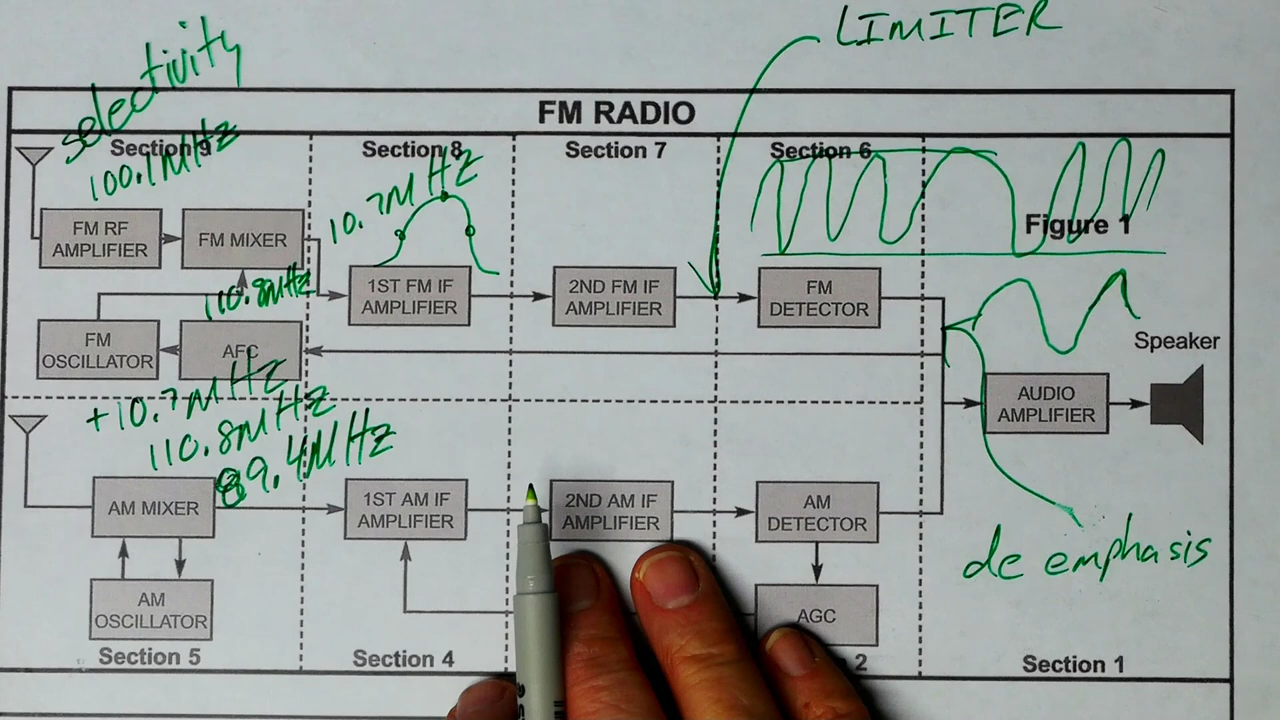 LIMITER
selectivity
FM RADIO
Section 9
Section 8
Section 7
Section 6
100.1MHz
10.7MHz
Figure 1
FM RF
AMPLIFIER
FM MIXER
1ST FM IF
AMPLIFIER
2ND FM IF
AMPLIFIER
FM
DETECTOR
110.8MHz
FM
OSCILLATOR
AFC
Speaker
+10.7MHz
110.8MHz
89.4MHz
AUDIO
AMPLIFIER
AM MIXER
1ST AM IF
AMPLIFIER
2ND AM IF
AMPLIFIER
AM
DETECTOR
de emphasis
AM
OSCILLATOR
AGC
Section 5
Section 4
2
Section 1